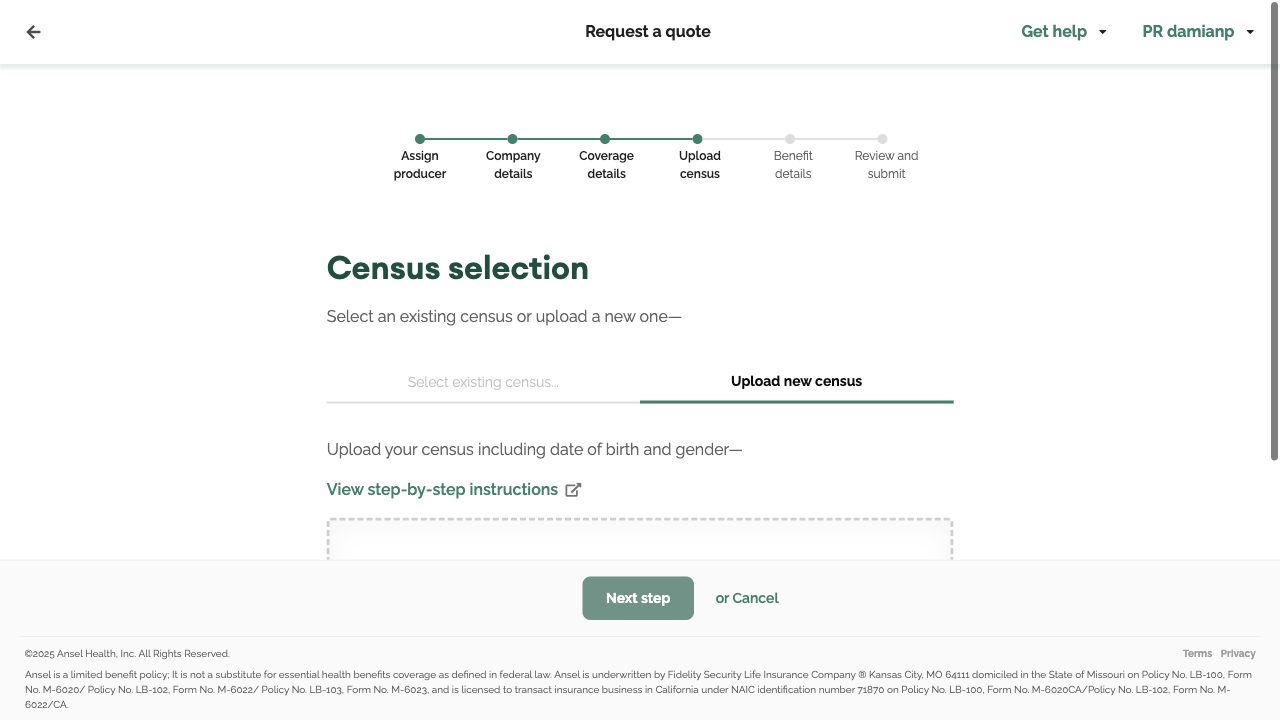 Request a quote
Get help
PR damianp
Assign
producer
Company
details
Coverage
details
Upload
census
Benefit
details
Review and
submit
Census selection
Select an existing census or upload a new one—
Select existing census...
Upload new census
Upload your census including date of birth and gender—
View step-by-step instructions
Next step
or Cancel
©2025 Ansel Health, Inc. All Rights Reserved.
Terms
Privacy
Ansel is a limited benefit policy; It is not a substitute for essential health benefits coverage as defined in federal law. Ansel is underwritten by Fidelity Security Life Insurance Company ® Kansas City, MO 64111 domiciled in the State of Missouri on Policy No. LB-100, Form
No. M-6020/ Policy No. LB-102, Form No. M-6022/ Policy No. LB-103, Form No. M-6023, and is licensed to transact insurance business in California under NAIC identification number 71870 on Policy No. LB-100, Form No. M-6020CA/Policy No. LB-102, Form No. M-
6022/CA.